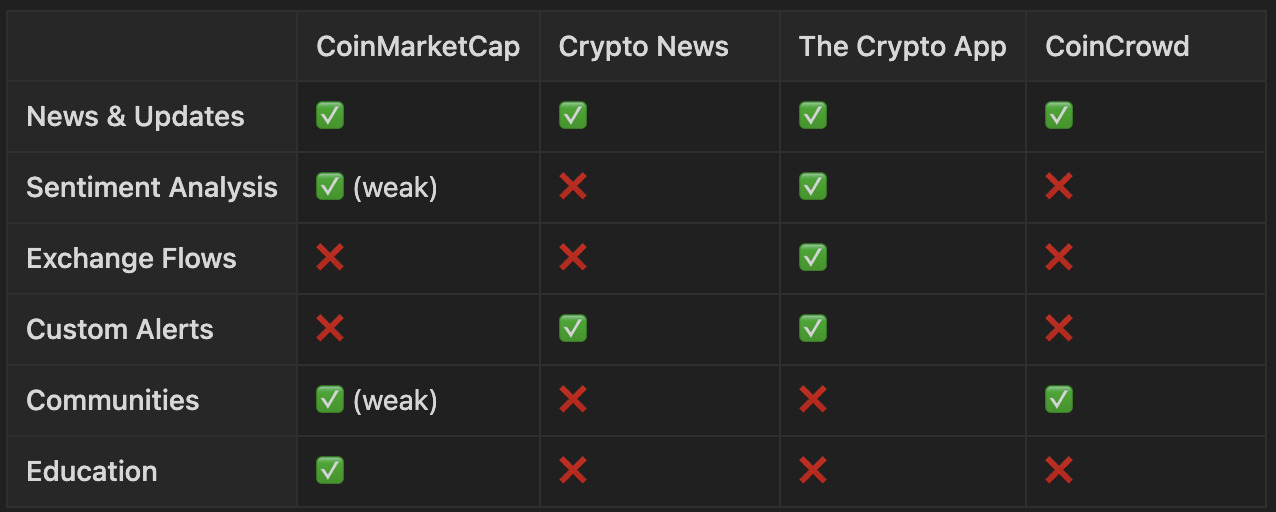 CoinMarketCap Crypto News The Crypto App CoinCrowd
News & Updates ✅ ✅ ✅ ✅
Sentiment Analysis ✅ (weak) ❌ ✅ ❌
Exchange Flows ❌ ❌ ✅ ❌
Custom Alerts ❌ ✅ ✅ ❌
Communities ✅ (weak) ❌ ❌ ✅
Education ✅ ❌ ❌ ❌